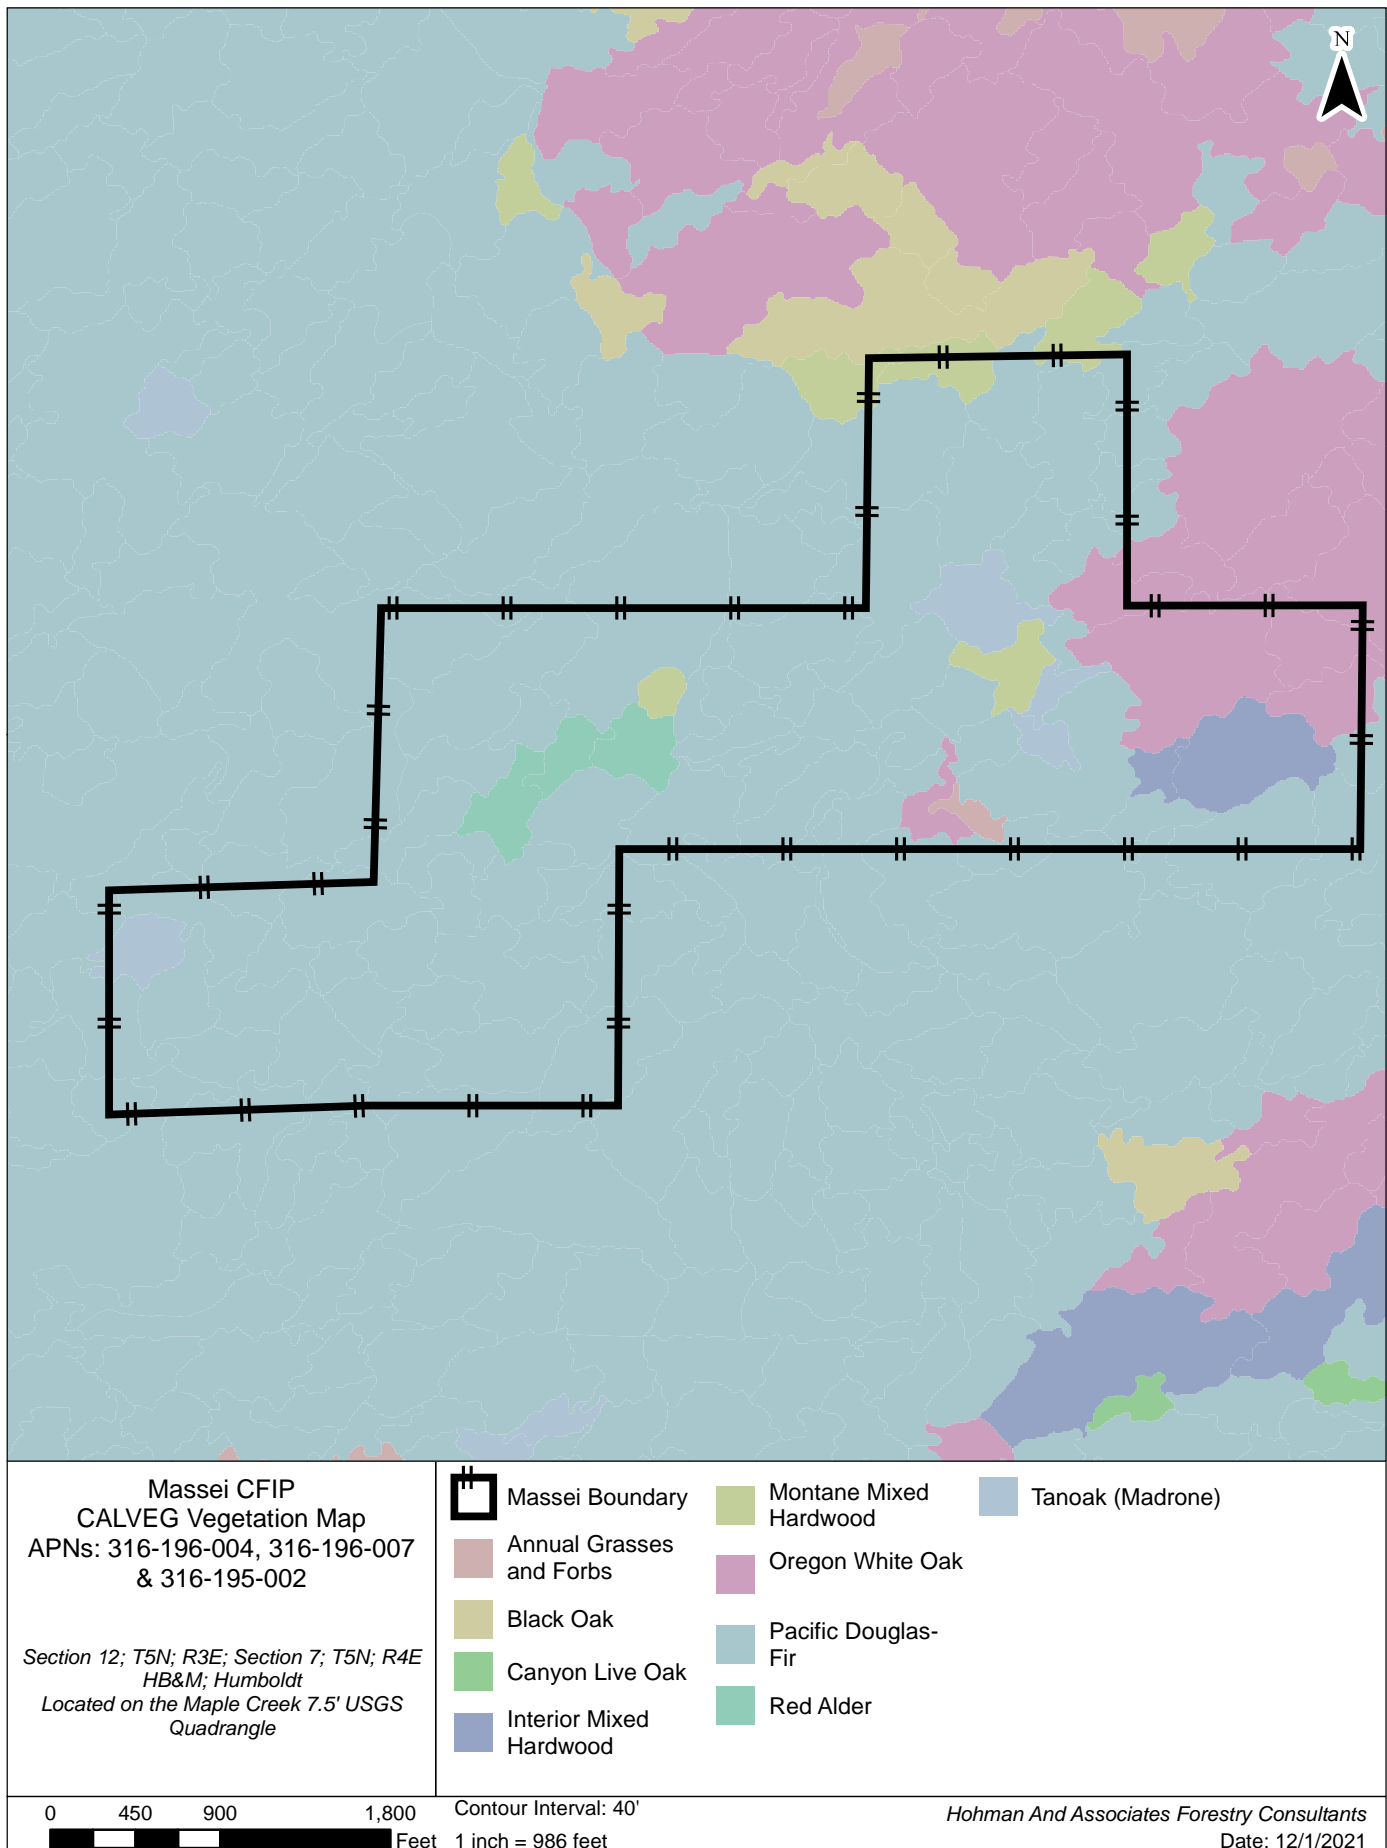 N
Massei CFIP
CALVEG Vegetation Map
APNs: 316-196-004, 316-196-007
& 316-195-002
Section 12; T5N; R3E; Section 7; T5N; R4E
HB&M; Humboldt
Located on the Maple Creek 7.5' USGS
Quadrangle
Massei Boundary
Annual Grasses
and Forbs
Black Oak
Canyon Live Oak
Interior Mixed
Hardwood
Montane Mixed
Hardwood
Oregon White Oak
Pacific Douglas-
Fir
Red Alder
Tanoak (Madrone)
0 450 900 1,800
Feet
Contour Interval: 40'
1 inch = 986 feet
Hohman And Associates Forestry Consultants
Date: 12/1/2021